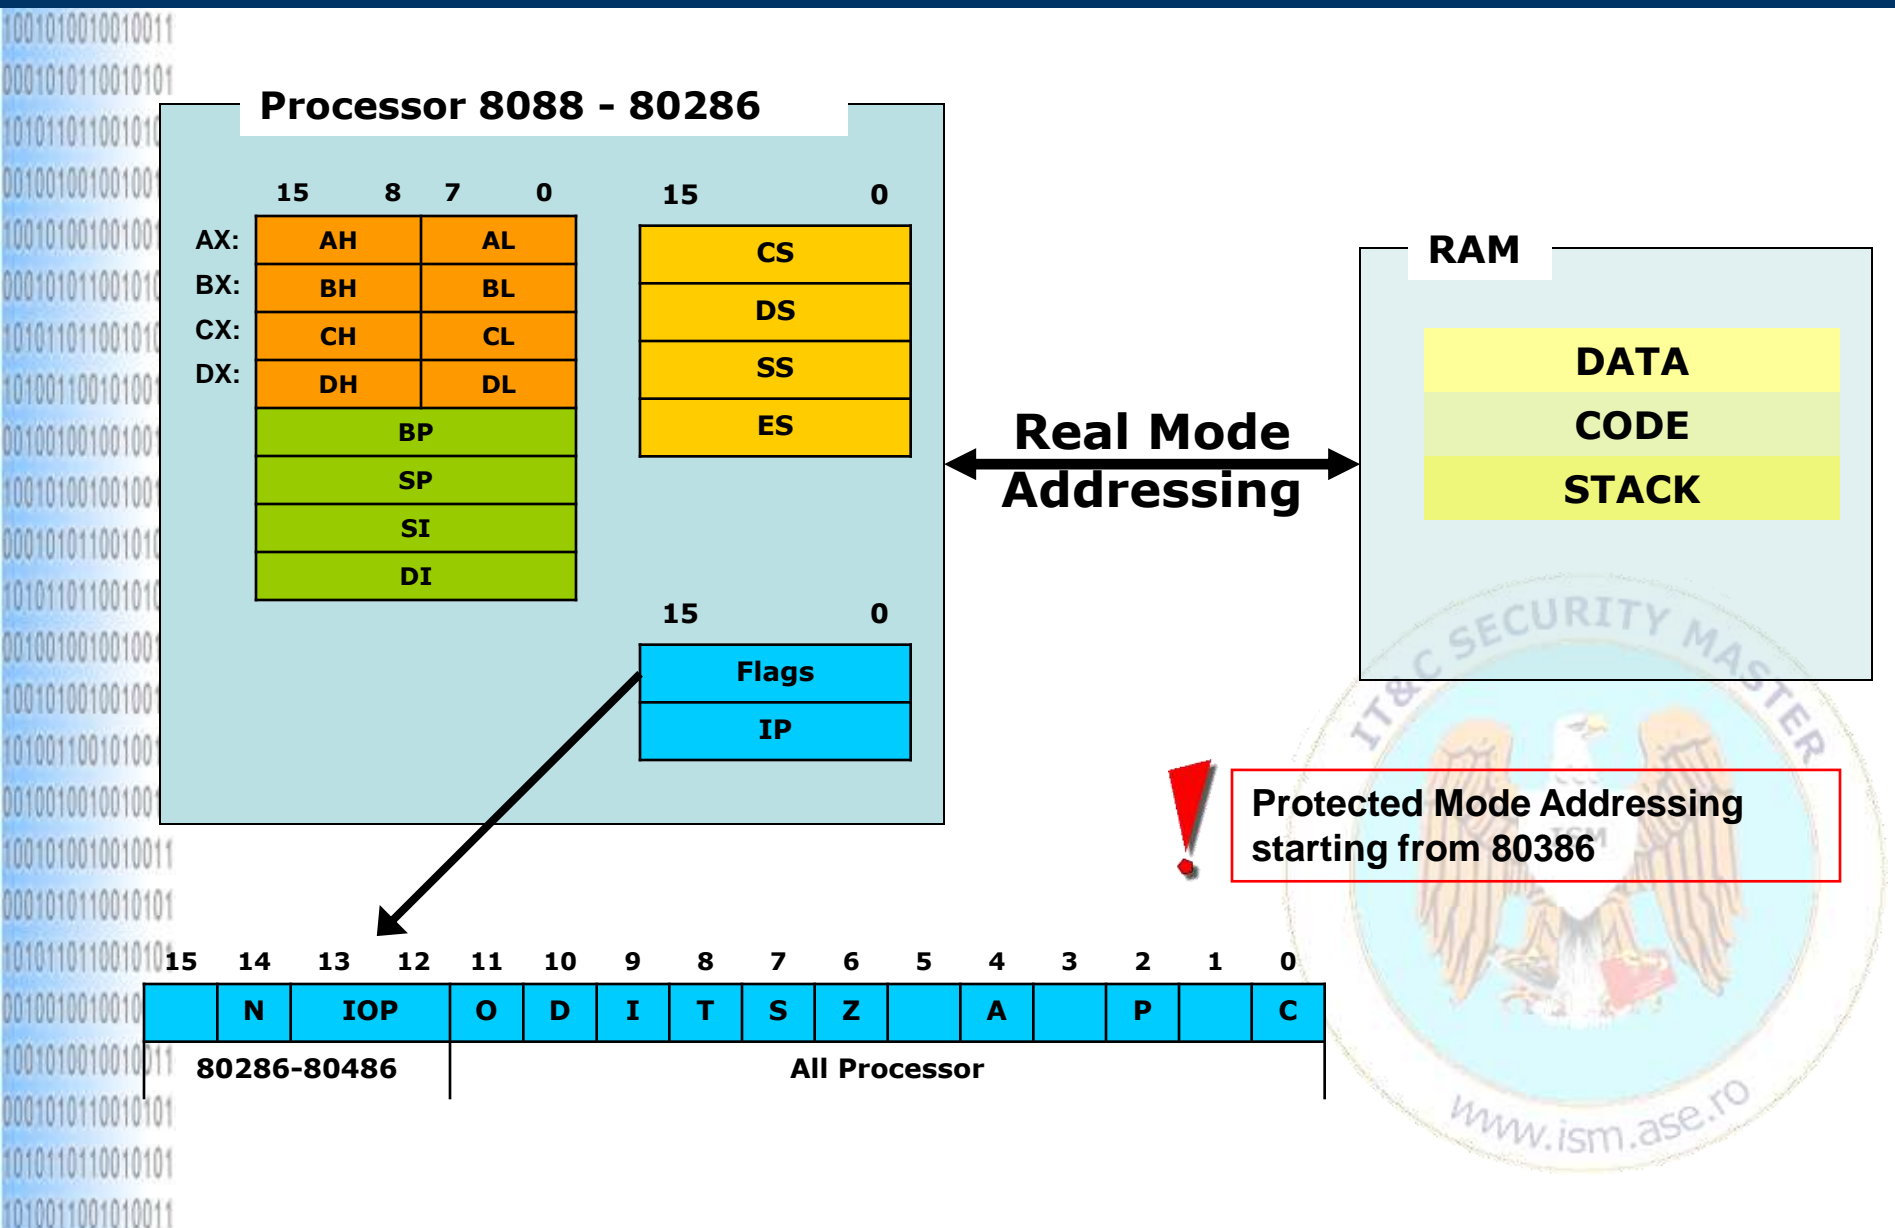 Processor 8088 - 80286
15 8 7 0
AX: AH AL
BX: BH BL
CX: CH CL
DX: DH DL
BP
SP
SI
DI
15 0
CS
DS
SS
ES
15 0
Flags
IP
Real Mode
Addressing
RAM
DATA
CODE
STACK
Protected Mode Addressing
starting from 80386
15 14 13 12 11 10 9 8 7 6 5 4 3 2 1 0
N IOP O D I T S Z A P C
80286-80486 All Processor
IT&C SECURITY MASTER
ISM
www.ism.ase.ro